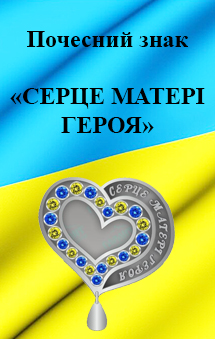 Почесний знак
«СЕРЦЕ МАТЕРІ
ГЕРОЯ»
СЕРЦЕ МАТЕРІ ГЕРОЯ